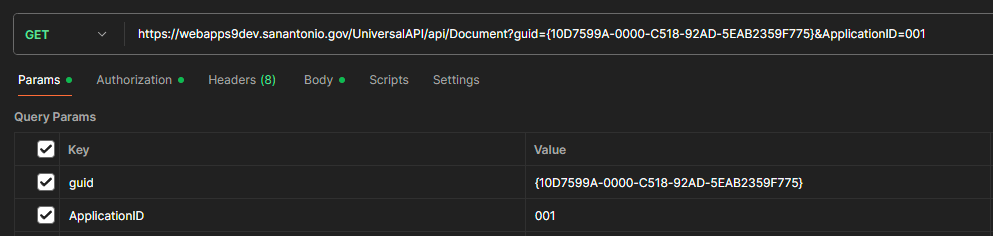 GET https://webapps9dev.sanantonio.gov/UniversalAPI/api/Document?guid={10D7599A-0000-C518-92AD-5EAB2359F775}&ApplicationID=001
Params Authorization Headers (8) Body Scripts Settings
Query Params
Key Value
guid {10D7599A-0000-C518-92AD-5EAB2359F775}
ApplicationID 001